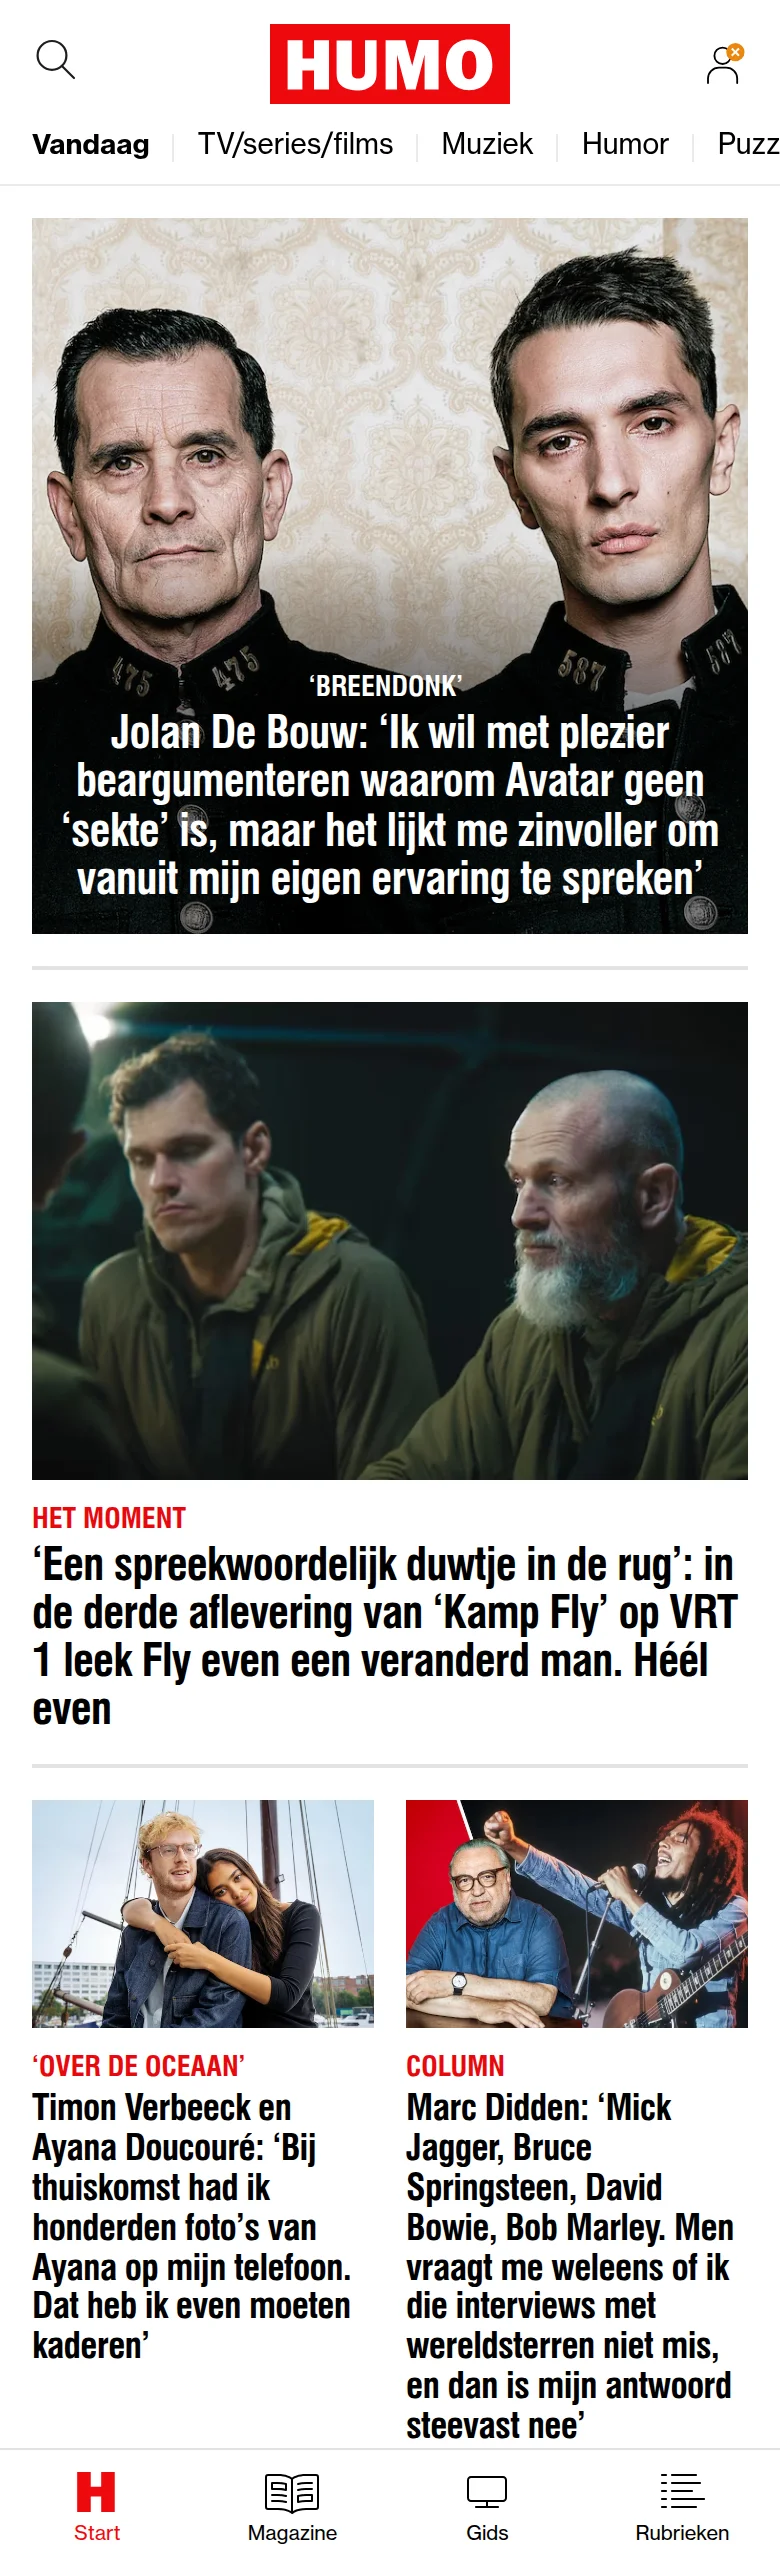 HUMO
Vandaag
TV/series/films
Muziek
Humor
Puzz
475
475
587
587
‘BREENDONK’
Jolan De Bouw: ‘Ik wil met plezier
beargumenteren waarom Avatar geen
‘sekte’ is, maar het lijkt me zinvoller om
vanuit mijn eigen ervaring te spreken’
HET MOMENT
‘Een spreekwoordelijk duwtje in de rug’: in
de derde aflevering van ‘Kamp Fly’ op VRT
1 leek Fly even een veranderd man. Héél
even
‘OVER DE OCEAAN’
Timon Verbeeck en
Ayana Doucouré: ‘Bij
thuiskomst had ik
honderden foto’s van
Ayana op mijn telefoon.
Dat heb ik even moeten
kaderen’
COLUMN
Marc Didden: ‘Mick
Jagger, Bruce
Springsteen, David
Bowie, Bob Marley. Men
vraagt me weleens of ik
die interviews met
wereldsterren niet mis,
en dan is mijn antwoord
steevast nee’
H
Start
Magazine
Gids
Rubrieken